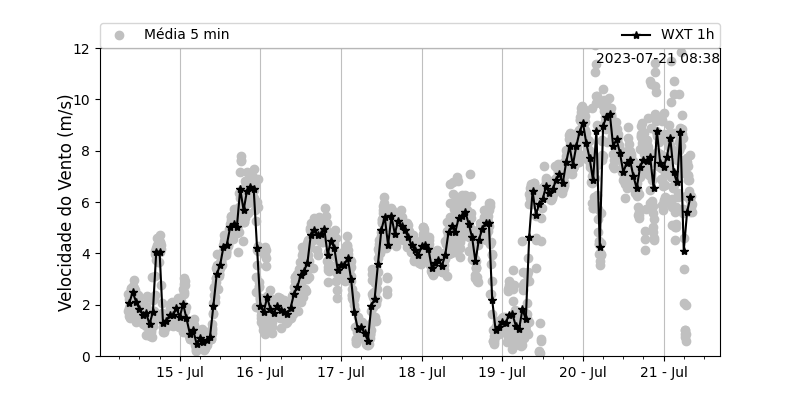 Média 5 min
WXT 1h
2023-07-21 08:38
Velocidade do Vento (m/s)
12
10
8
6
4
2
0
15 - Jul
16 - Jul
17 - Jul
18 - Jul
19 - Jul
20 - Jul
21 - Jul